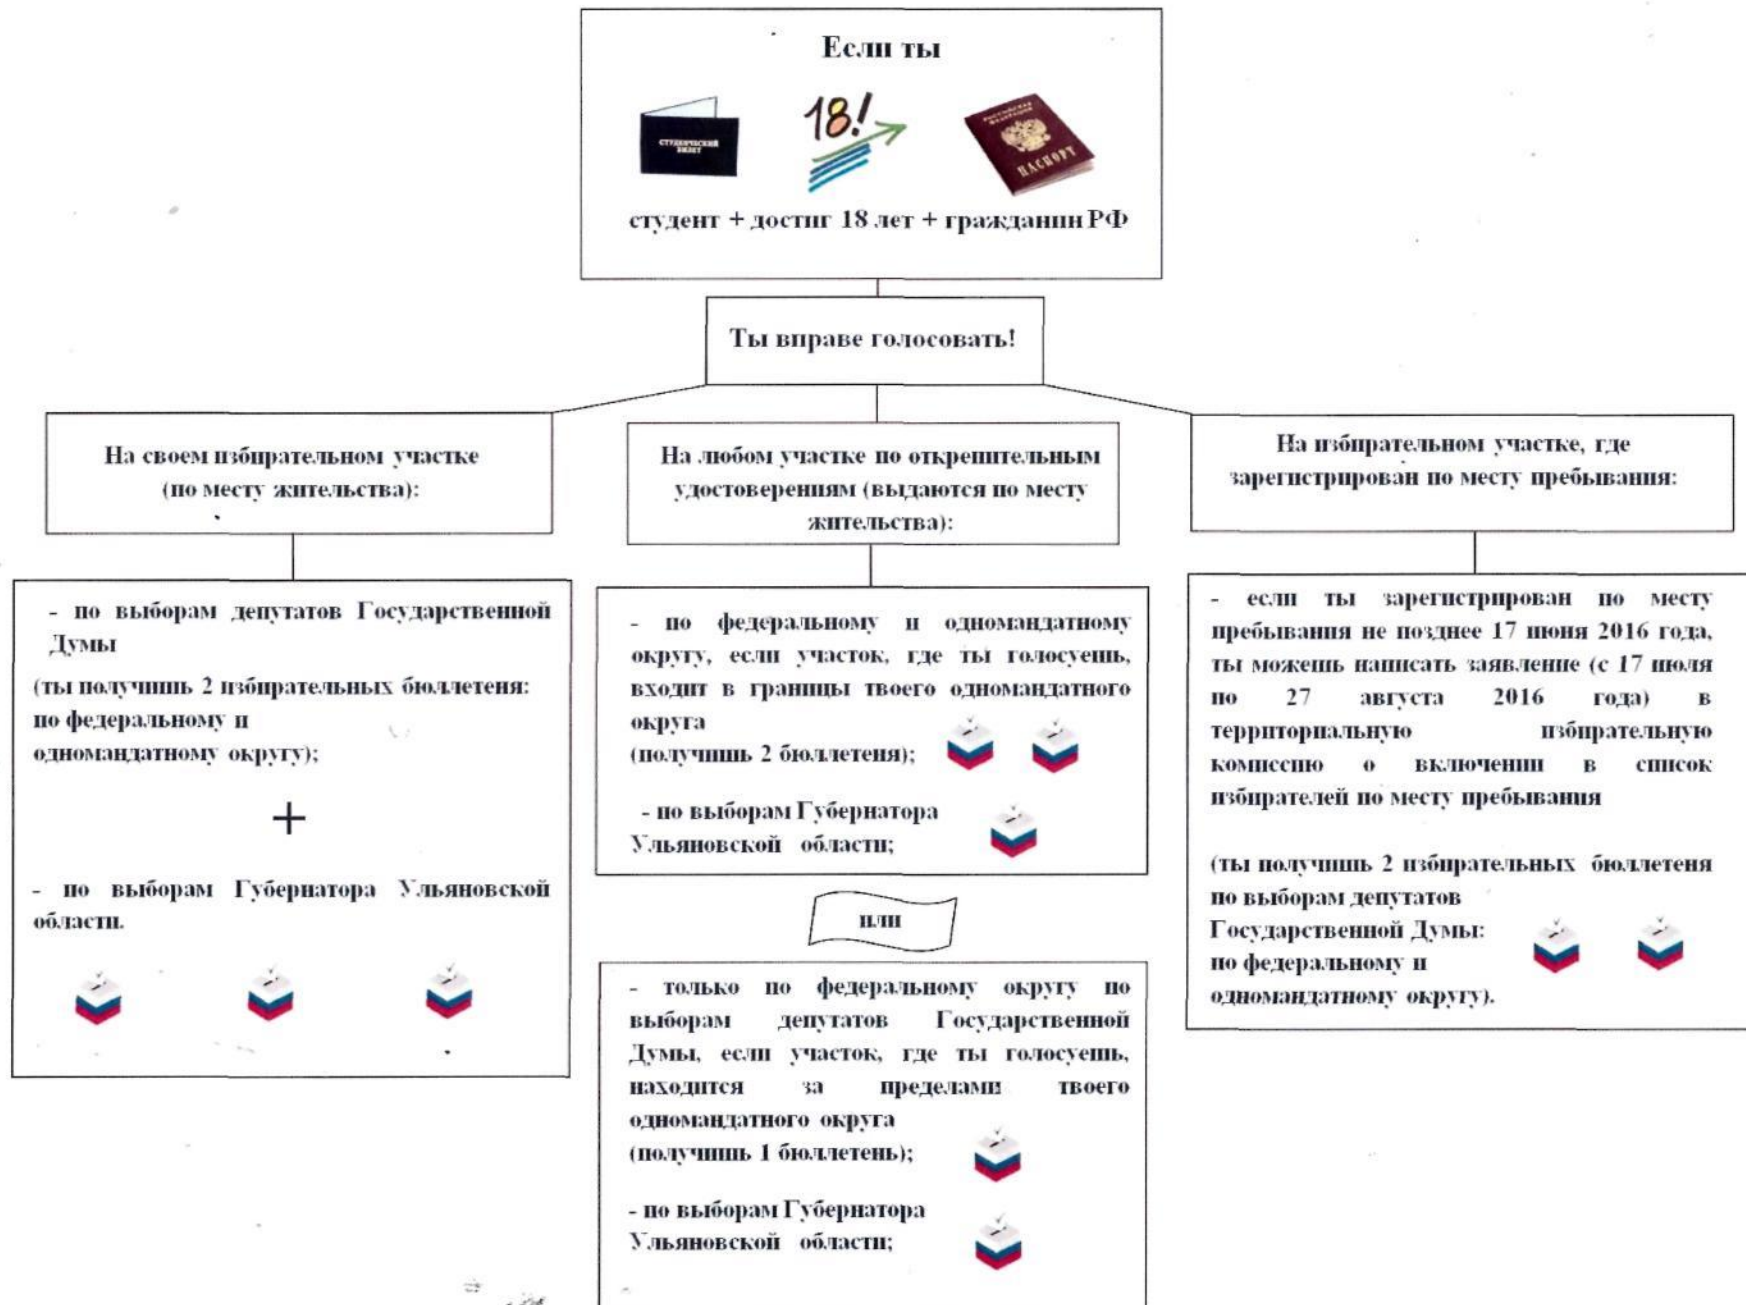 Если ты
СТУДЕНЧЕСКИЙ
БИЛЕТ
18!
РОССИЙСКАЯ
ФЕДЕРАЦИЯ
ПАСПОРТ
студент + достиг 18 лет + гражданин РФ
Ты вправе голосовать!
На своем избирательном участке
(по месту жительства):
- по выборам депутатов Государственной
Думы
(ты получишь 2 избирательных бюллетеня:
по федеральному и
одномандатному округу);
+
- по выборам Губернатора Ульяновской
области.
На любом участке по открепительным
удостоверениям (выдаются по месту
жительства):
- по федеральному и одномандатному
округу, если участок, где ты голосуешь,
входит в границы твоего одномандатного
округа
(получишь 2 бюллетеня);
- по выборам Губернатора
Ульяновской области;
или
- только по федеральному округу по
выборам депутатов Государственной
Думы, если участок, где ты голосуешь,
находится за пределами твоего
одномандатного округа
(получишь 1 бюллетень);
- по выборам Губернатора
Ульяновской области;
На избирательном участке, где
зарегистрирован по месту пребывания:
- если ты зарегистрирован по месту
пребывания не позднее 17 июня 2016 года,
ты можешь написать заявление (с 17 июля
по 27 августа 2016 года) в
территориальную избирательную
комиссию о включении в список
избирателей по месту пребывания
(ты получишь 2 избирательных бюллетеня
по выборам депутатов
Государственной Думы:
по федеральному и
одномандатному округу).